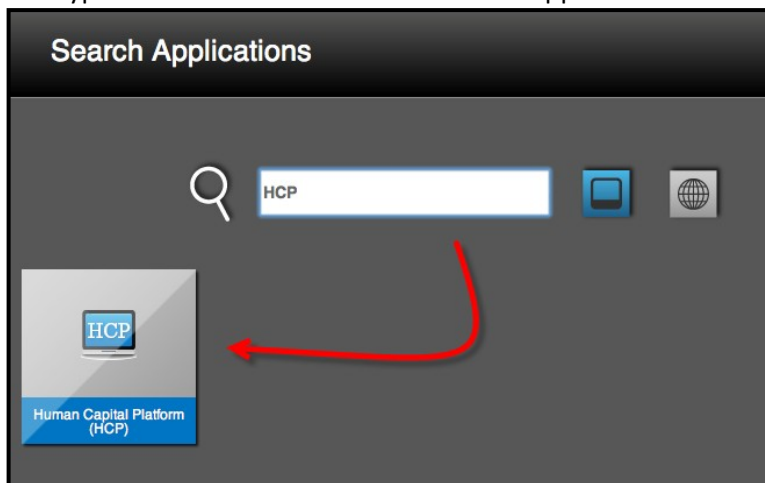 Search Applications
HCP
HCP
Human Capital Platform
(HCP)